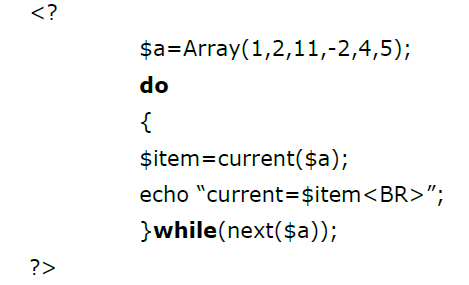 <?
$a=Array(1,2,11,-2,4,5);
do
{
$item=current($a);
echo “current=$item<BR>”;
}while(next($a));
?>